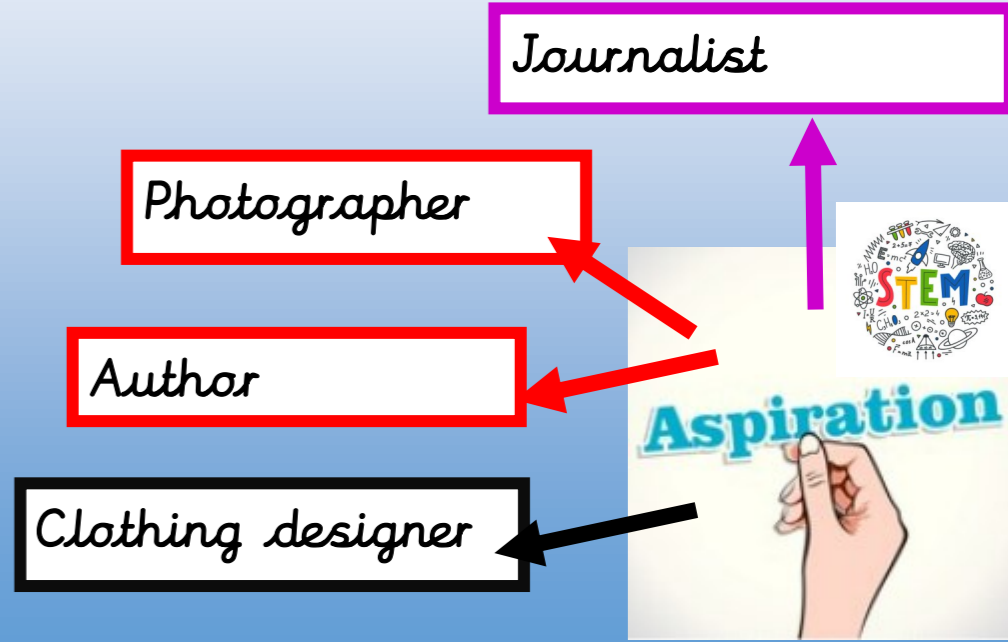 Journalist
Photographer
STEM
Author
Aspiration
Clothing designer